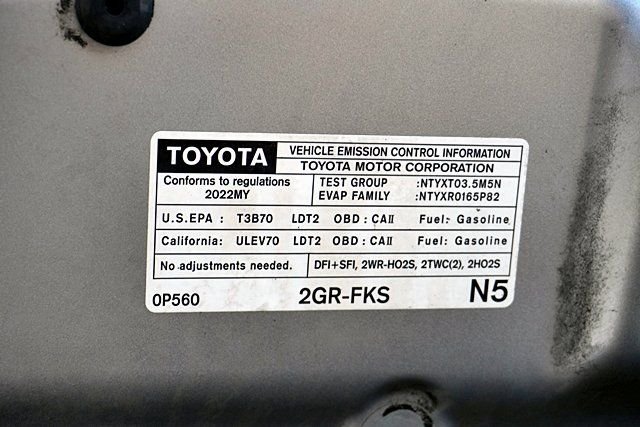 TOYOTA
VEHICLE EMISSION CONTROL INFORMATION
TOYOTA MOTOR CORPORATION
Conforms to regulations
2022MY
TEST GROUP :NTYXT03.5M5N
EVAP FAMILY :NTYXR0165P82
U.S.EPA : T3B70 LDT2 OBD : CAII Fuel: Gasoline
California: ULEV70 LDT2 OBD : CAII Fuel: Gasoline
No adjustments needed.
DFI+SFI, 2WR-HO2S, 2TWC(2), 2HO2S
0P560 2GR-FKS N5